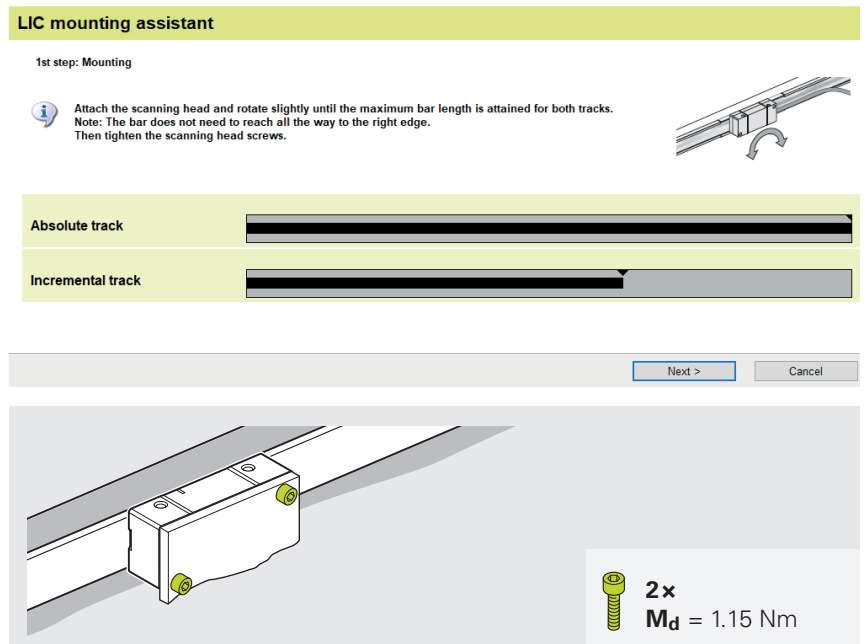 LIC mounting assistant
1st step: Mounting
Attach the scanning head and rotate slightly until the maximum bar length is attained for both tracks.
Note: The bar does not need to reach all the way to the right edge.
Then tighten the scanning head screws.
Absolute track
Incremental track
Next >
Cancel
2×
Md = 1.15 Nm